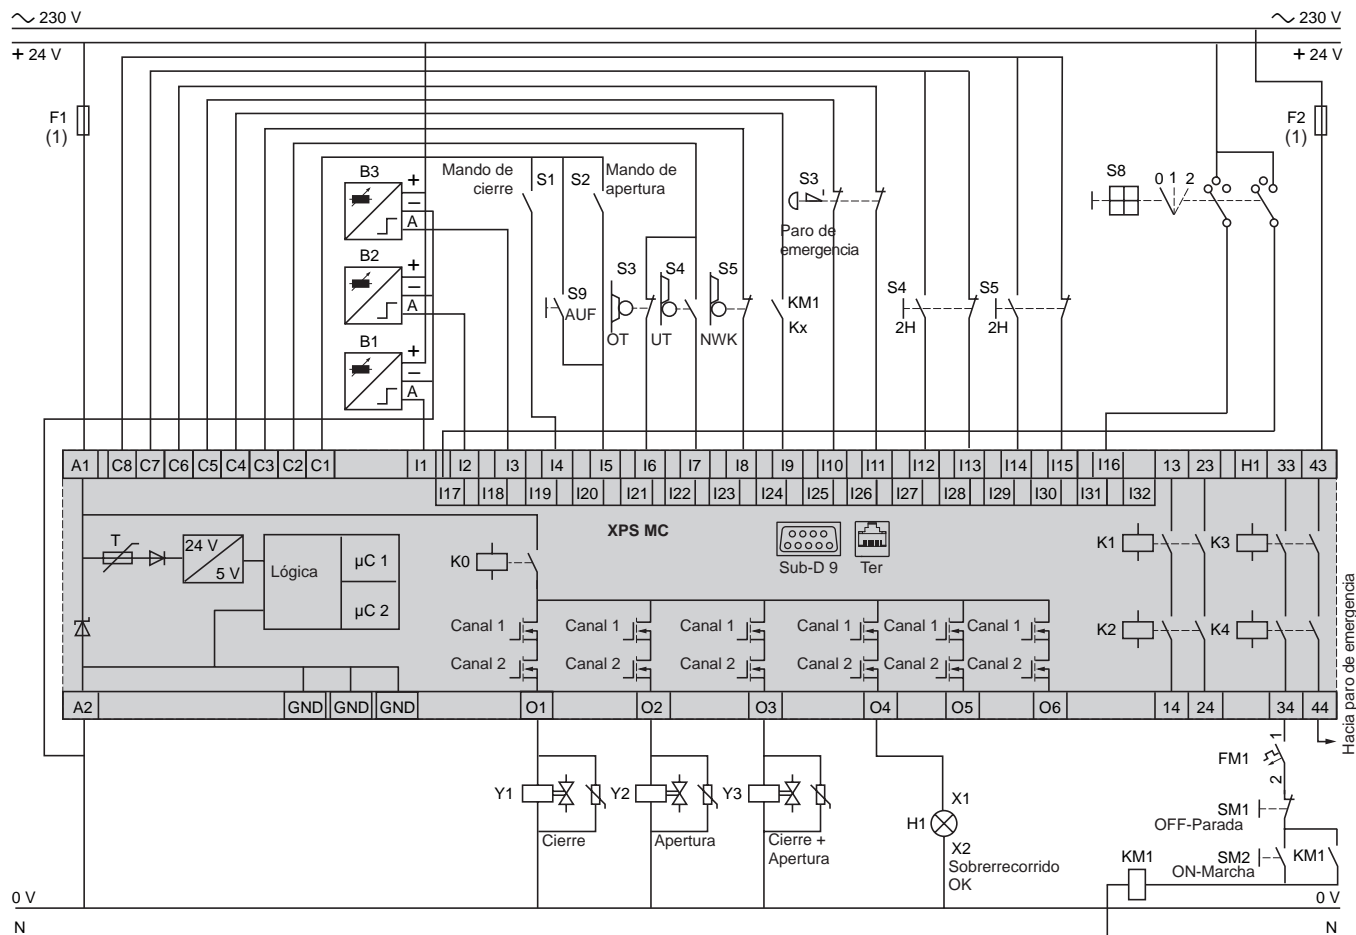 230 V 230 V
+ 24 V + 24 V
F1
(1)
F2
(1)
B3
+
–
A
B2
+
–
A
B1
+
–
A
Mando de
cierre
S1
S2
Mando de
apertura
S9
AUF
S3
OT
S4
UT
S5
NWK
S3
Paro de
emergencia
KM1
Kx
S4
2H
S5
2H
S8
0 1 2
A1 C8 C7 C6 C5 C4 C3 C2 C1 I1 I2 I3 I4 I5 I6 I7 I8 I9 I10 I11 I12 I13 I14 I15 I16 13 23 H1 33 43
I17 I18 I19 I20 I21 I22 I23 I24 I25 I26 I27 I28 I29 I30 I31 I32
XPS MC
Sub-D 9 Ter
T
24 V
5 V
Lógica
µC 1
µC 2
K0
K1 K3
K2 K4
Canal 1 Canal 1 Canal 1 Canal 1 Canal 1 Canal 1
Canal 2 Canal 2 Canal 2 Canal 2 Canal 2 Canal 2
A2 GND GND GND O1 O2 O3 O4 O5 O6 14 24 34 44
Hacia paro de emergencia
Y1
Cierre
Y2
Apertura
Y3
Cierre +
Apertura
H1
X1
X2
Sobrerrecorrido
OK
FM1
1
2
SM1
OFF-Parada
SM2
ON-Marcha
KM1
KM1
0 V 0 V
N N